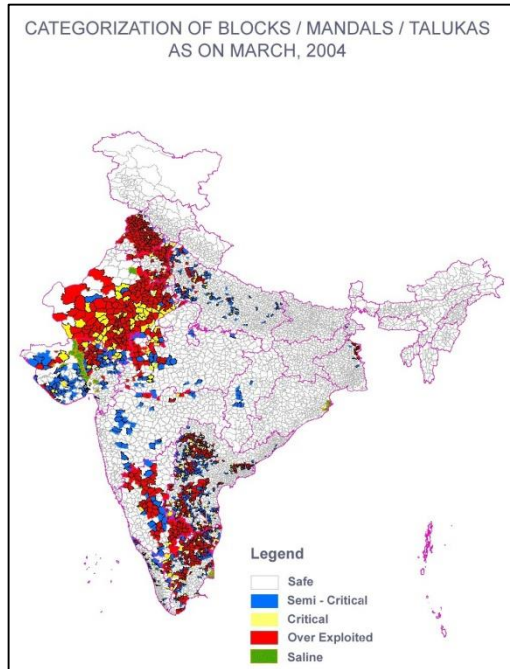 CATEGORIZATION OF BLOCKS / MANDALS / TALUKAS
AS ON MARCH, 2004
Legend
Safe
Semi - Critical
Critical
Over Exploited
Saline